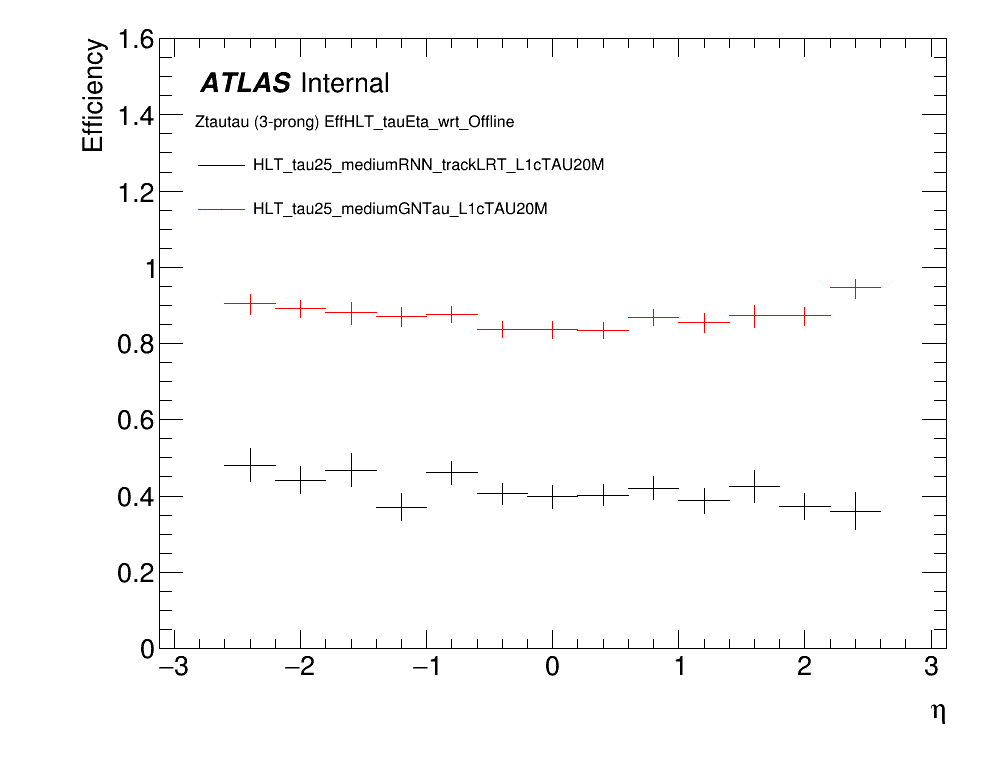 1.6
Efficiency
ATLAS Internal
1.4
Ztautau (3-prong) EffHLT_tauEta_wrt_Offline
HLT_tau25_mediumRNN_trackLRT_L1cTAU20M
1.2
HLT_tau25_mediumGNTau_L1cTAU20M
1
0.8
0.6
0.4
0.2
0
−3 −2 −1 0 1 2 3
η